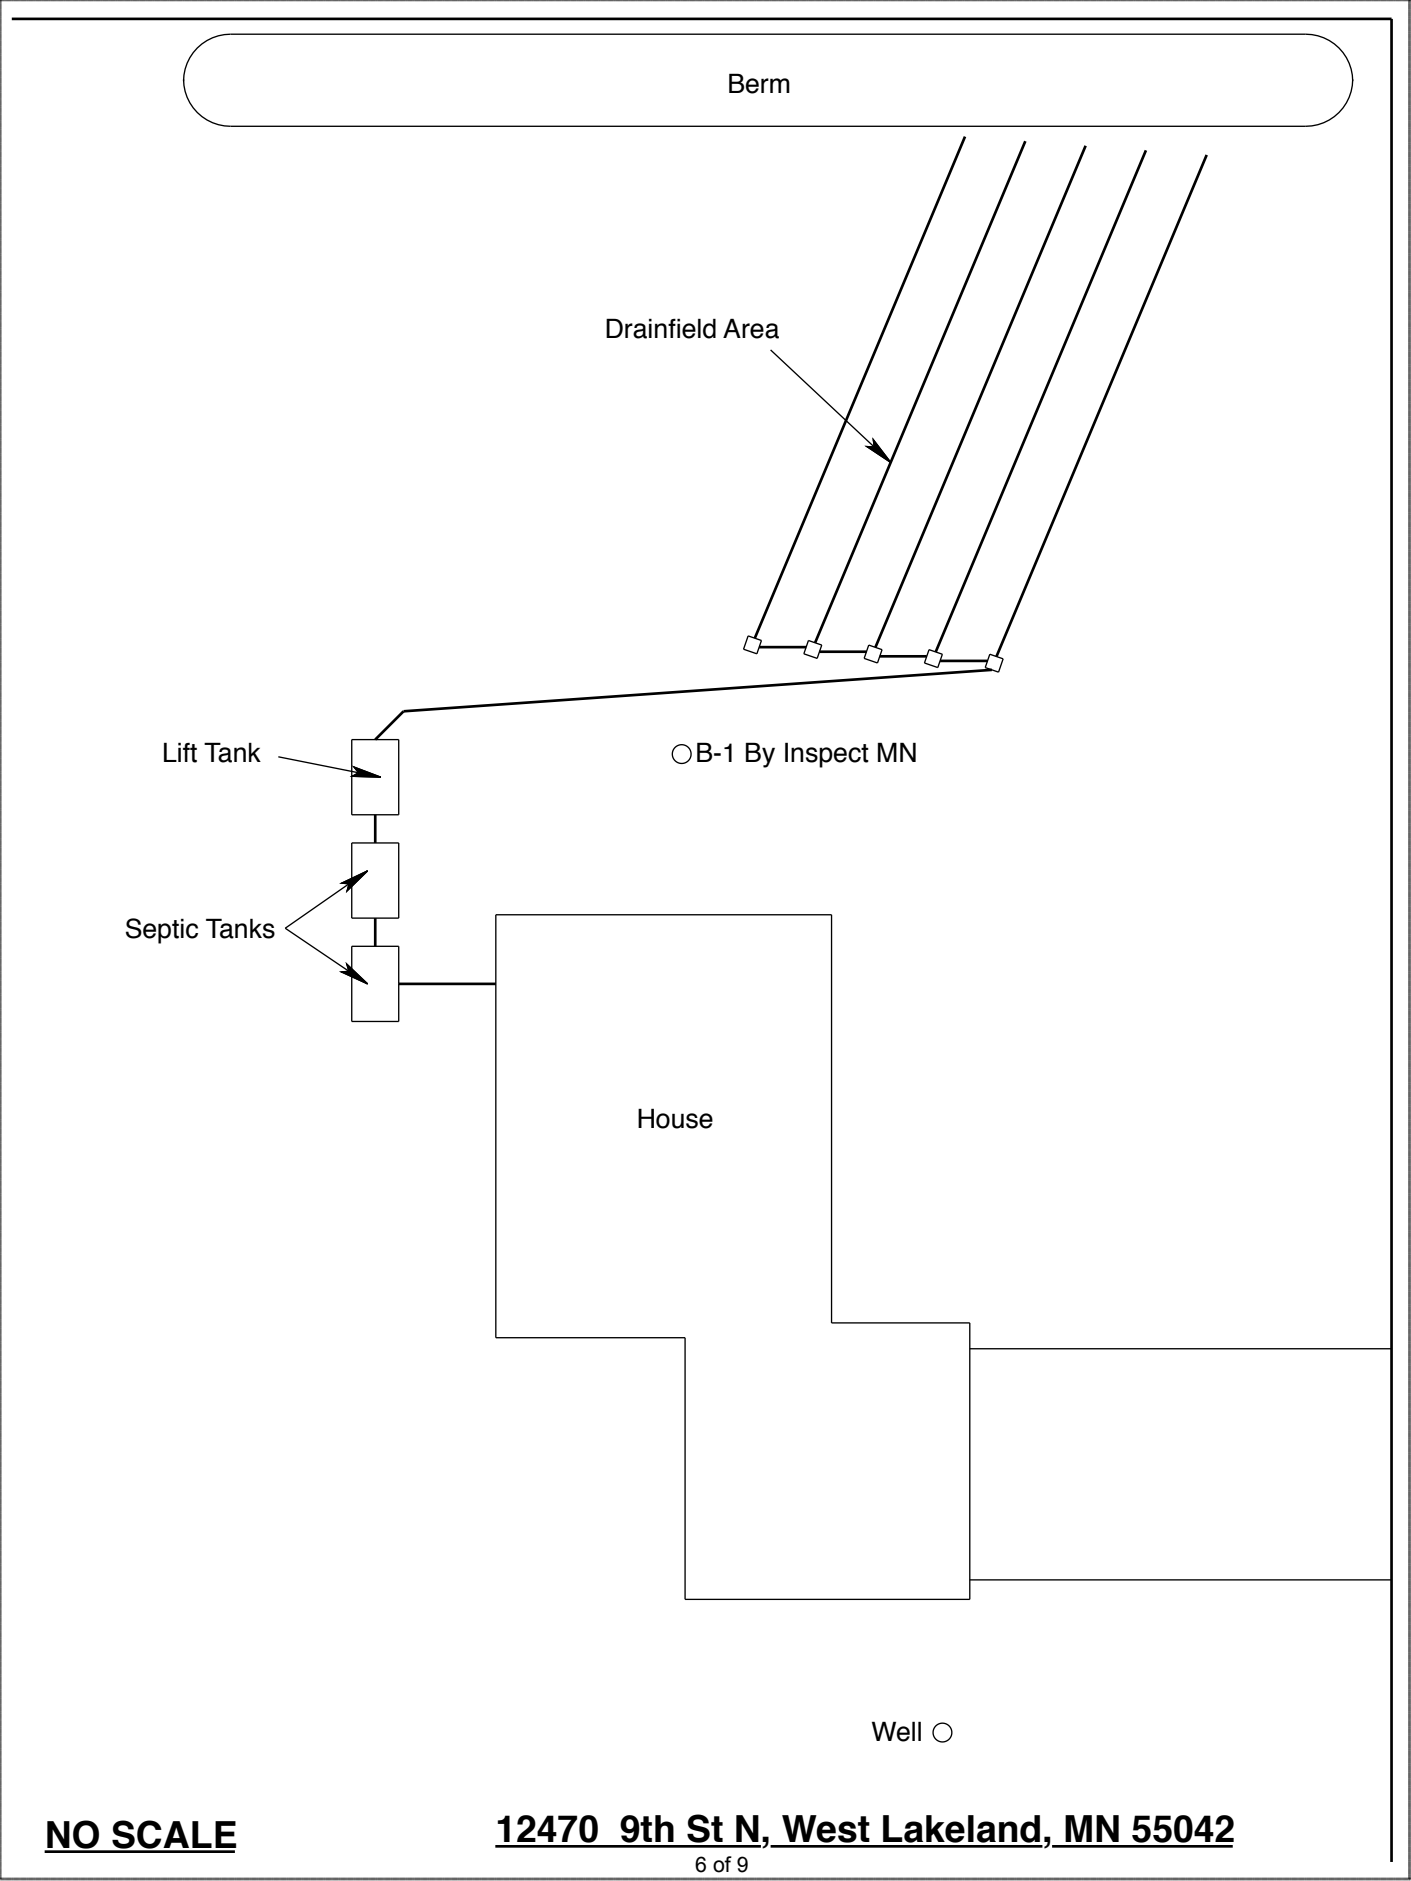 Berm
Drainfield Area
Lift Tank
B-1 By Inspect MN
Septic Tanks
House
Well
NO SCALE
12470 9th St N, West Lakeland, MN 55042
6 of 9